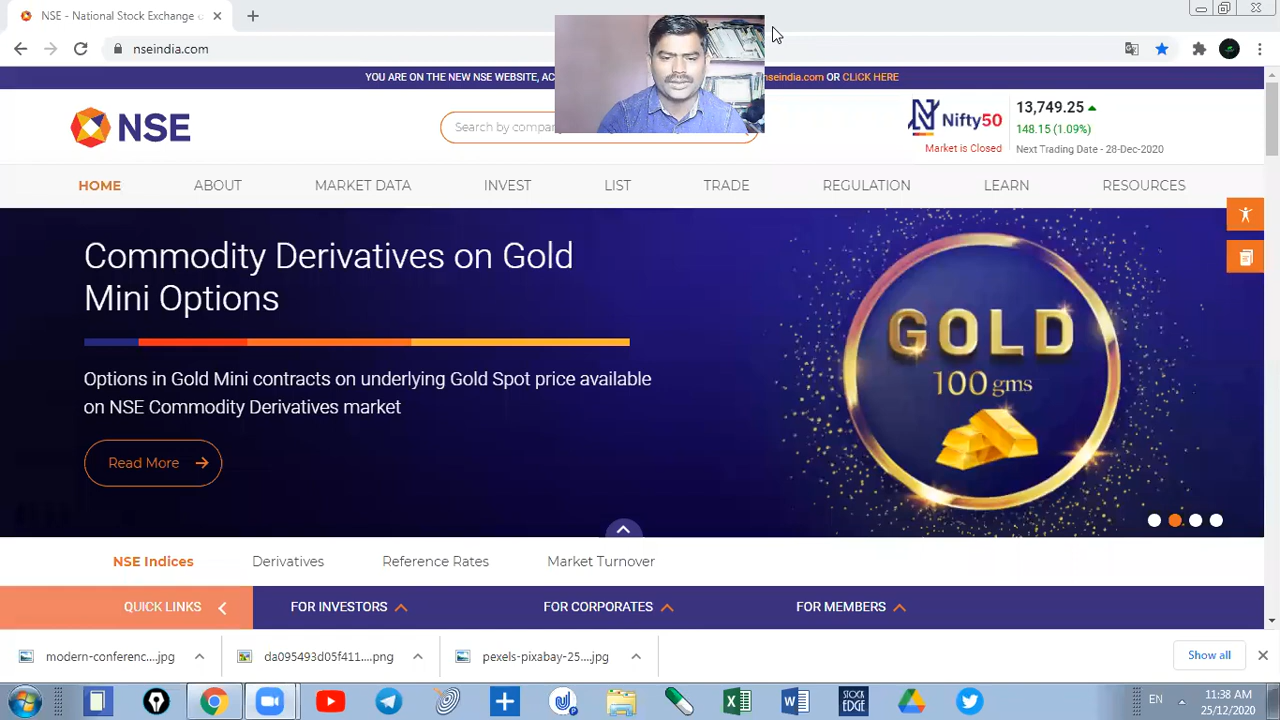 NSE - National Stock Exchange
nseindia.com
YOU ARE ON THE NEW NSE WEBSITE,
nseindia.com OR CLICK HERE
NSE
Search by
Nifty50
Market is Closed
13,749.25
148.15 (1.09%)
Next Trading Date - 28-Dec-2020
HOME ABOUT MARKET DATA INVEST LIST TRADE REGULATION LEARN RESOURCES
Commodity Derivatives on Gold
Mini Options
Options in Gold Mini contracts on underlying Gold Spot price available
on NSE Commodity Derivatives market
Read More
GOLD
100 gms
NSE Indices Derivatives Reference Rates Market Turnover
QUICK LINKS FOR INVESTORS FOR CORPORATES FOR MEMBERS
modern-conferenc....jpg da095493d05f411....png pexels-pixabay-25....jpg Show all
STOCK
EDGE
EN
11:38 AM
25/12/2020